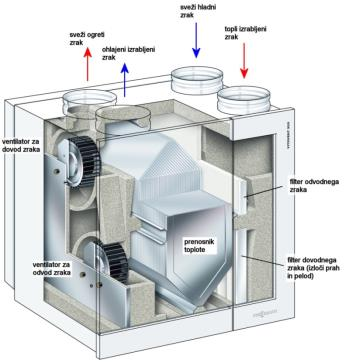 sveži hladni
zrak
sveži ogreti
zrak
topli izrabljeni
zrak
ohlajeni izrabljeni
zrak
ventilator za
dovod zraka
filter odvodnega
zraka
prenosnik
toplote
ventilator za
odvod zraka
filter dovodnega
zraka (izloči prah
in pelod)